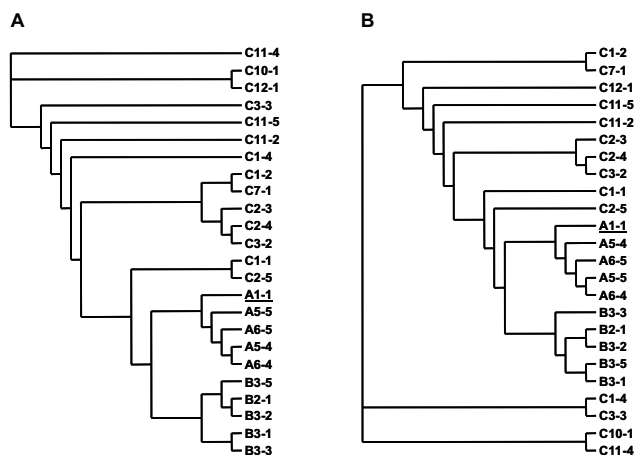 A
C11-4
C10-1
C12-1
C3-3
C11-5
C11-2
C1-4
C1-2
C7-1
C2-3
C2-4
C3-2
C1-1
C2-5
A1-1
A5-5
A6-5
A5-4
A6-4
B3-5
B2-1
B3-2
B3-1
B3-3
B
C1-2
C7-1
C12-1
C11-5
C11-2
C2-3
C2-4
C3-2
C1-1
C2-5
A1-1
A5-4
A6-5
A5-5
A6-4
B3-3
B2-1
B3-2
B3-5
B3-1
C1-4
C3-3
C10-1
C11-4